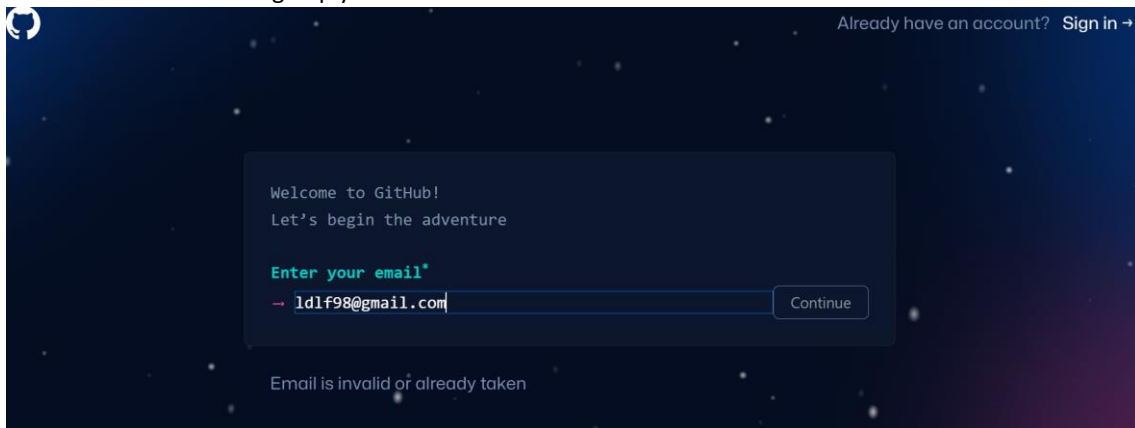 Already have an account? Sign in →
Welcome to GitHub!
Let's begin the adventure
Enter your email*
→ ldlf98@gmail.com
Continue
Email is invalid or already taken